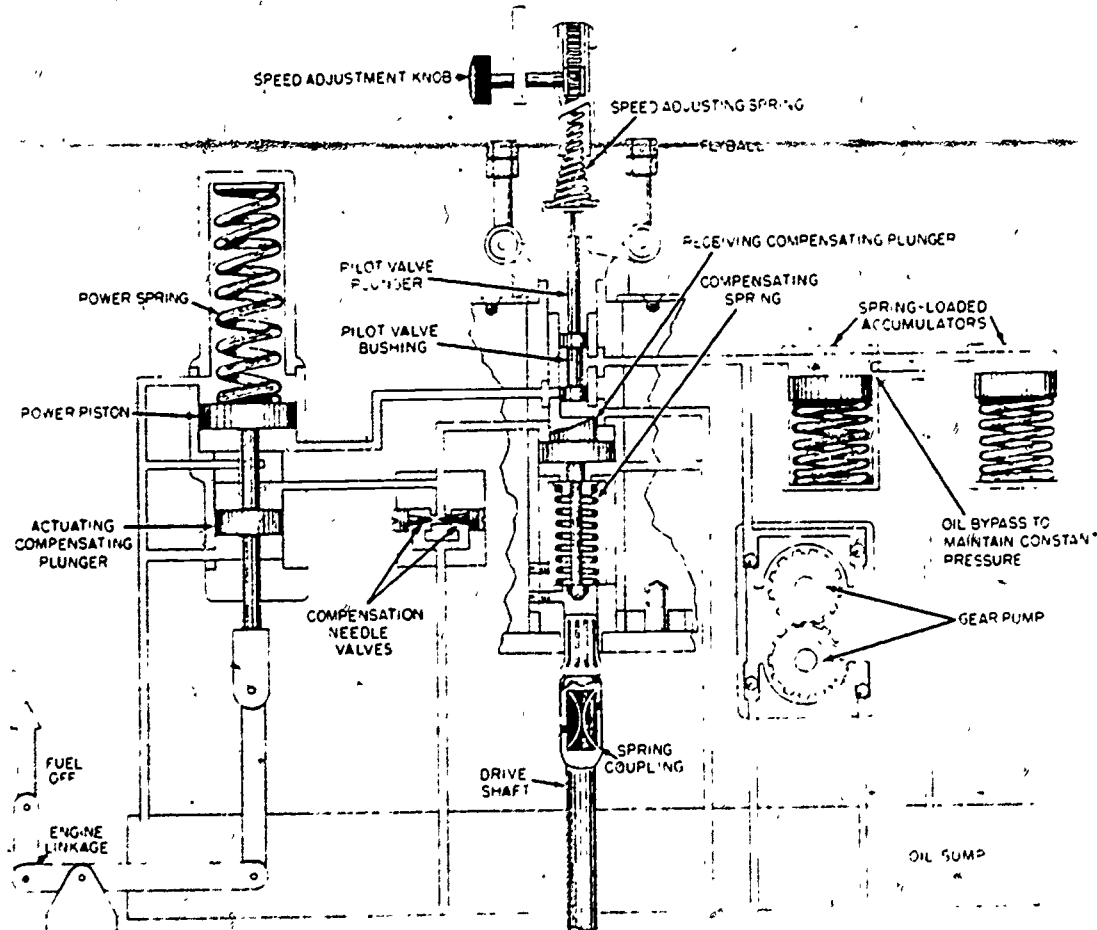 SPEED ADJUSTMENT KNOB
SPEED ADJUSTING SPRING
FLYBALL
RECEIVING COMPENSATING PLUNGER
PILOT VALVE
PLUNGER
COMPENSATING
SPRING
POWER SPRING
SPRING-LOADED
ACCUMULATORS
PILOT VALVE
BUSHING
POWER PISTON
ACTUATING
COMPENSATING
PLUNGER
OIL BYPASS TO
MAINTAIN CONSTANT
PRESSURE
COMPENSATION
NEEDLE
VALVES
GEAR PUMP
SPRING
COUPLING
FUEL
OFF
DRIVE
SHAFT
ENGINE
LINKAGE
OIL SUMP